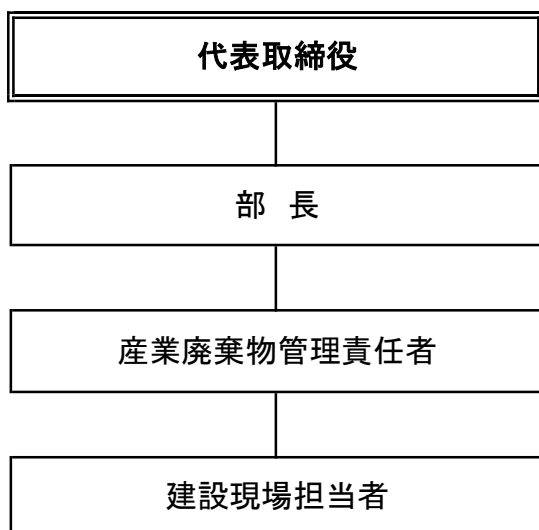 代表取締役
部 長
産業廃棄物管理責任者
建設現場担当者